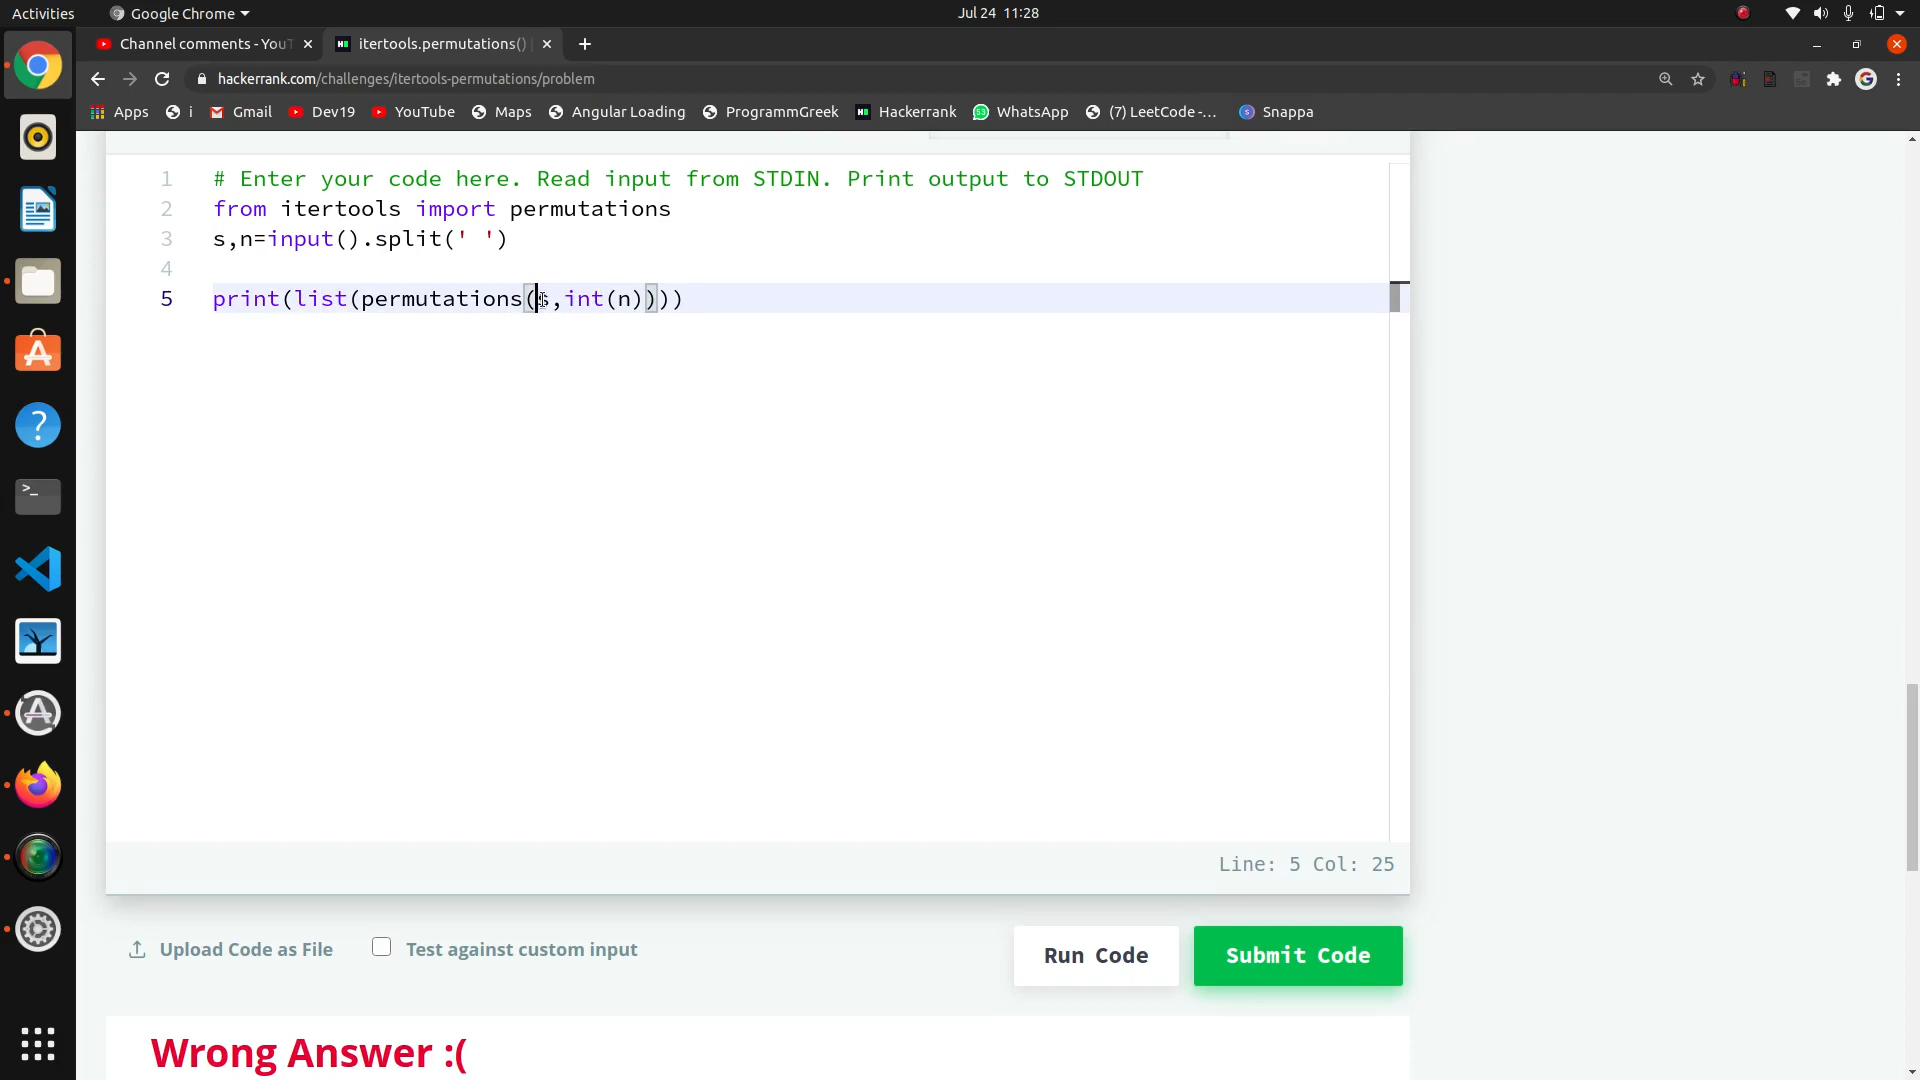 Activities
Google Chrome
Jul 24 11:28
Channel comments - YouT
itertools.permutations()
hackerrank.com/challenges/itertools-permutations/problem
Apps
i
Gmail
Dev19
YouTube
Maps
Angular Loading
ProgrammGreek
Hackerrank
WhatsApp
(7) LeetCode -...
Snappa
1 # Enter your code here. Read input from STDIN. Print output to STDOUT
2 from itertools import permutations
3 s,n=input().split(' ')
4
5 print(list(permutations(s,int(n))))
Line: 5 Col: 25
Upload Code as File
Test against custom input
Run Code
Submit Code
Wrong Answer :(